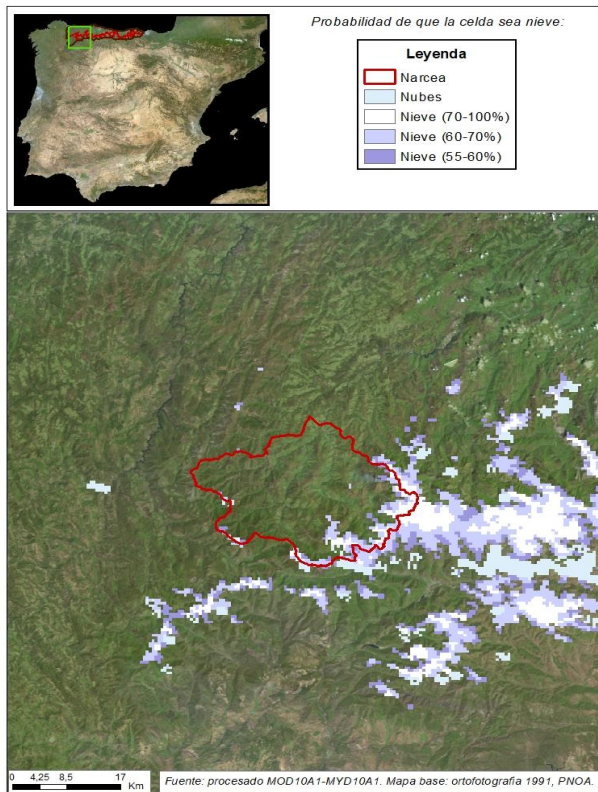 Probabilidad de que la celda sea nieve:
Leyenda
Narcea
Nubes
Nieve (70-100%)
Nieve (60-70%)
Nieve (55-60%)
0 4,25 8,5 17
Km
Fuente: procesado MOD10A1-MYD10A1. Mapa base: ortofotografia 1991, PNOA.